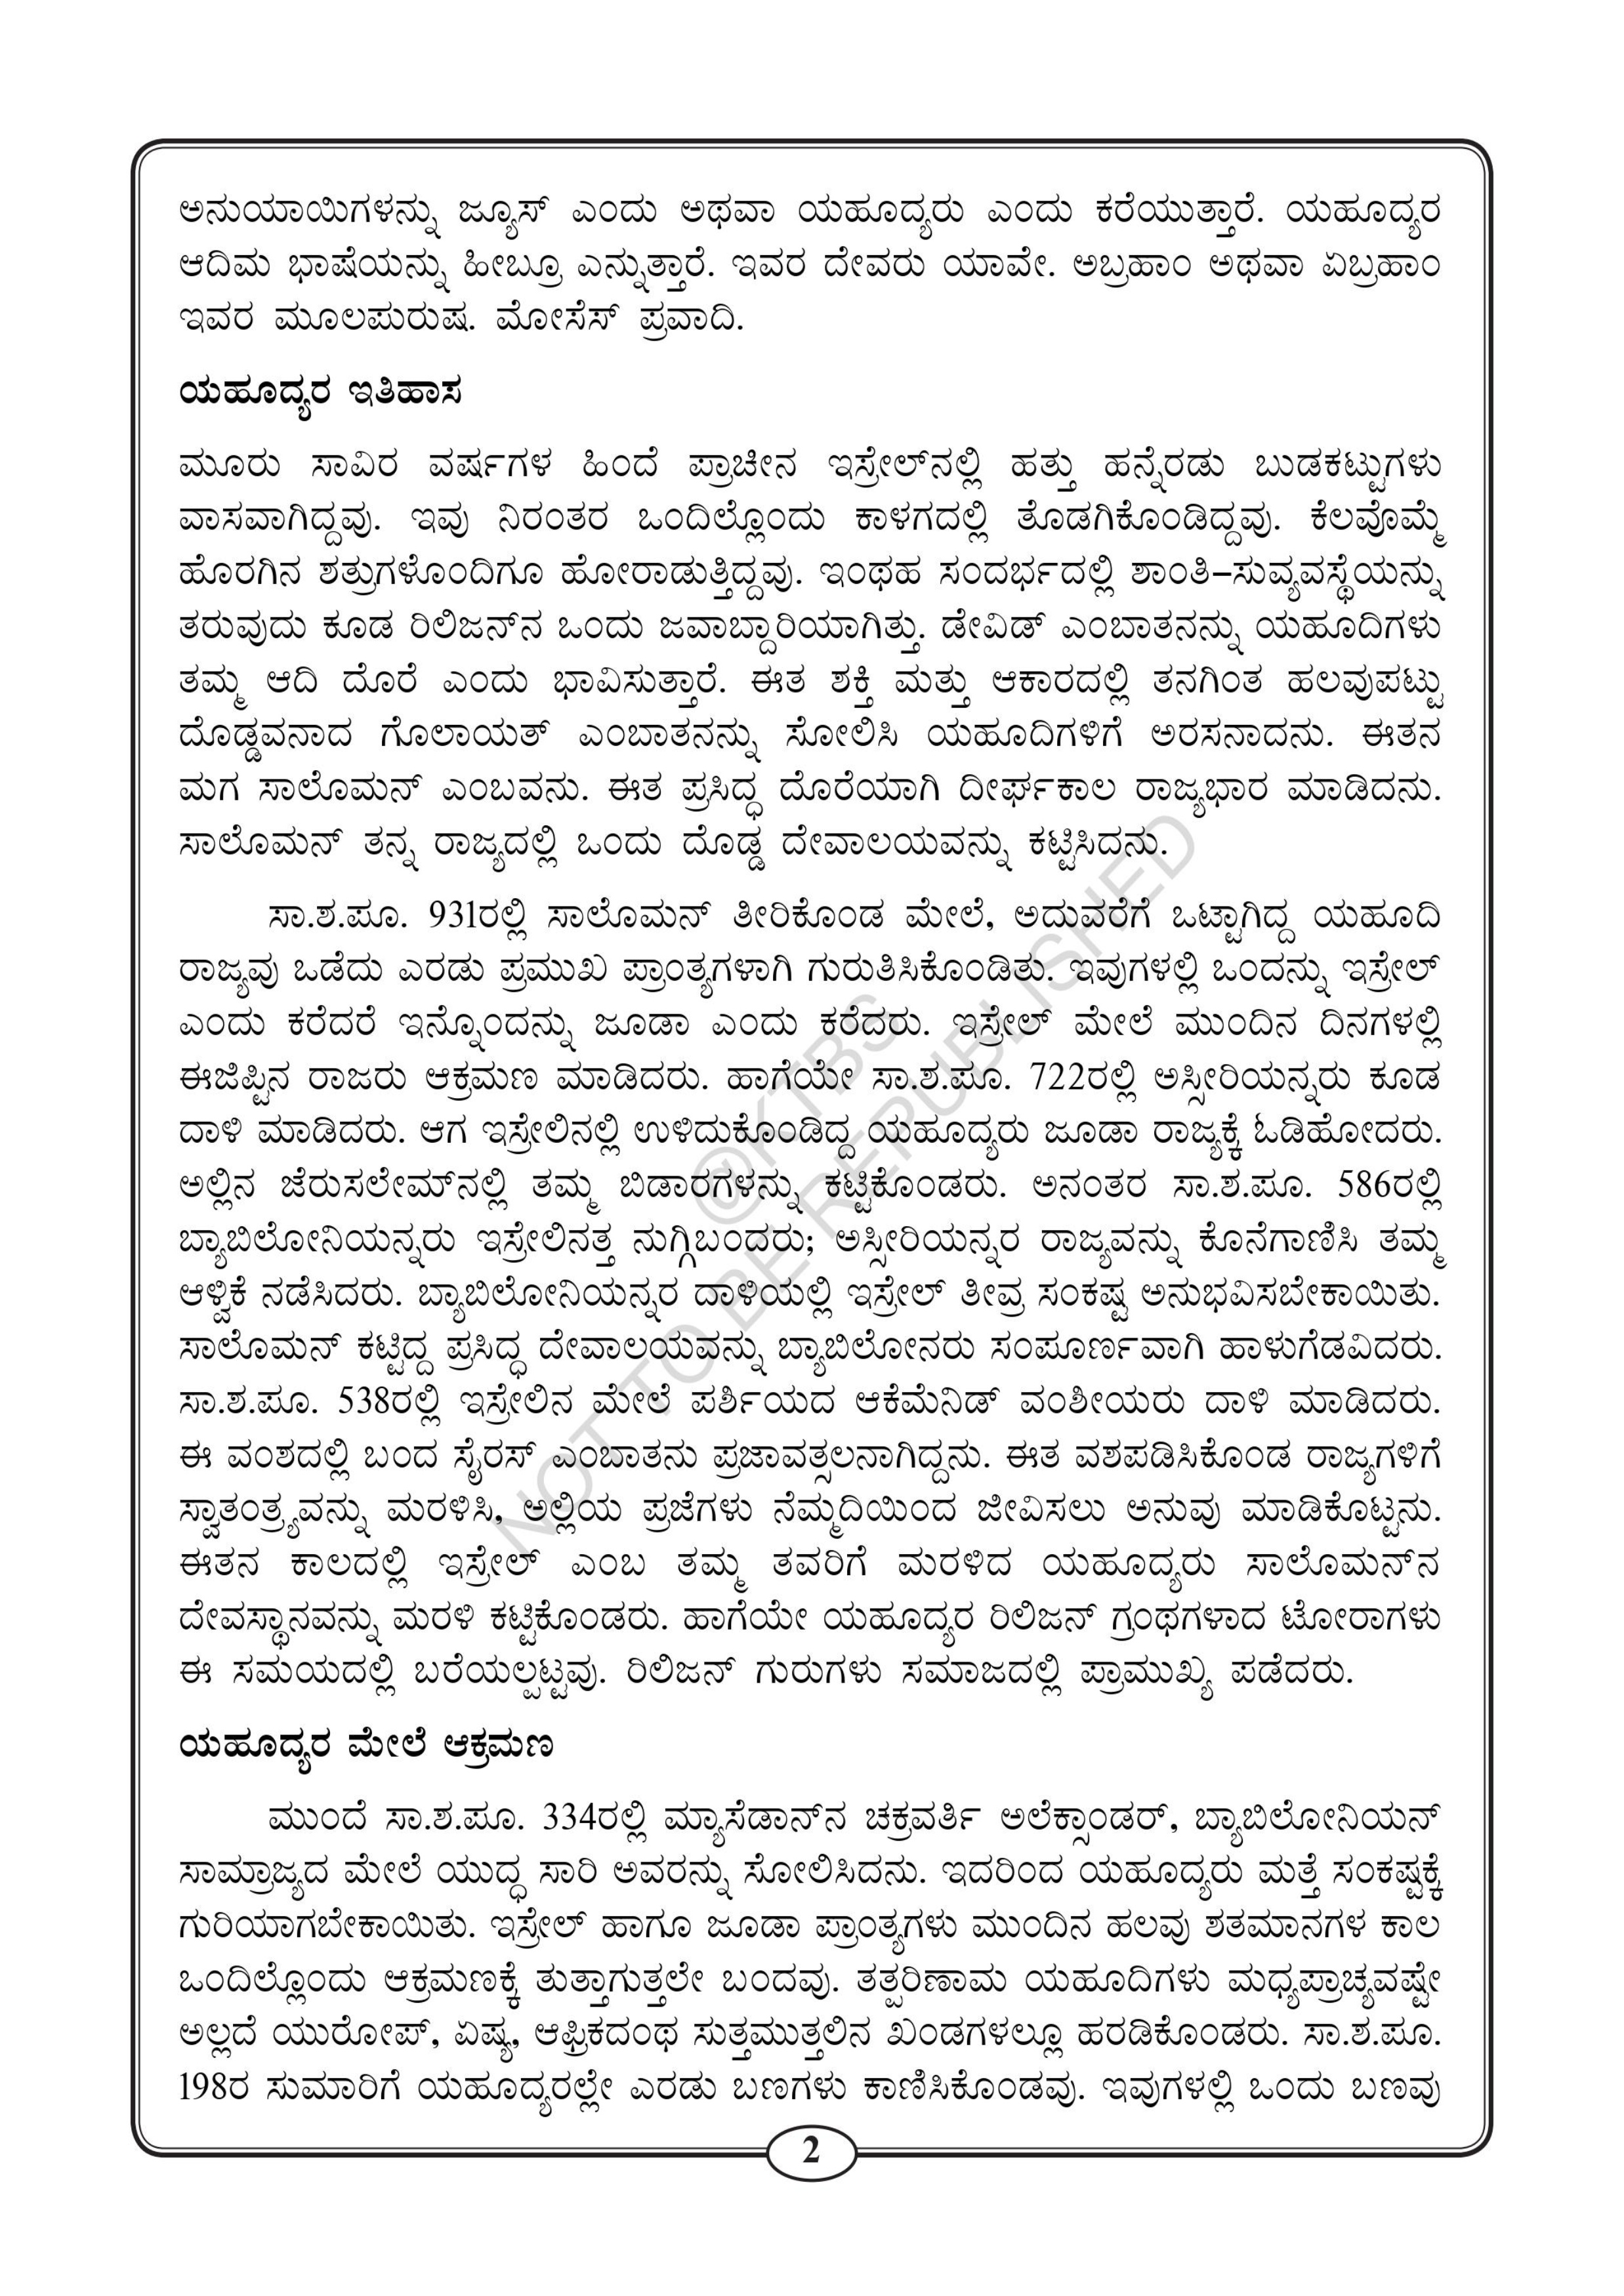 ಅನುಯಾಯಿಗಳನ್ನು ಜ್ಯೂಸ್ ಎಂದು ಅಥವಾ ಯಹೂದ್ಯರು ಎಂದು ಕರೆಯುತ್ತಾರೆ. ಯಹೂದ್ಯರ
ಆದಿಮ ಭಾಷೆಯನ್ನು ಹೀಬ್ರೂ ಎನ್ನುತ್ತಾರೆ. ಇವರ ದೇವರು ಯಾವೇ. ಅಬ್ರಹಾಂ ಅಥವಾ ಏಬ್ರಹಾಂ
ಇವರ ಮೂಲಪುರುಷ. ಮೋಸೆಸ್ ಪ್ರವಾದಿ.
ಯಹೂದ್ಯರ ಇತಿಹಾಸ
ಮೂರು ಸಾವಿರ ವರ್ಷಗಳ ಹಿಂದೆ ಪ್ರಾಚೀನ ಇಸ್ರೇಲ್‌ನಲ್ಲಿ ಹತ್ತು ಹನ್ನೆರಡು ಬುಡಕಟ್ಟುಗಳು
ವಾಸವಾಗಿದ್ದವು. ಇವು ನಿರಂತರ ಒಂದಿಲ್ಲೊಂದು ಕಾಳಗದಲ್ಲಿ ತೊಡಗಿಕೊಂಡಿದ್ದವು. ಕೆಲವೊಮ್ಮೆ
ಹೊರಗಿನ ಶತ್ರುಗಳೊಂದಿಗೂ ಹೋರಾಡುತ್ತಿದ್ದವು. ಇಂಥಹ ಸಂದರ್ಭದಲ್ಲಿ ಶಾಂತಿ–ಸುವ್ಯವಸ್ಥೆಯನ್ನು
ತರುವುದು ಕೂಡ ರಿಲಿಜನ್‌ನ ಒಂದು ಜವಾಬ್ದಾರಿಯಾಗಿತ್ತು. ಡೇವಿಡ್ ಎಂಬಾತನನ್ನು ಯಹೂದಿಗಳು
ತಮ್ಮ ಆದಿ ದೊರೆ ಎಂದು ಭಾವಿಸುತ್ತಾರೆ. ಈತ ಶಕ್ತಿ ಮತ್ತು ಆಕಾರದಲ್ಲಿ ತನಗಿಂತ ಹಲವುಪಟ್ಟು
ದೊಡ್ಡವನಾದ ಗೊಲಾಯತ್ ಎಂಬಾತನನ್ನು ಸೋಲಿಸಿ ಯಹೂದಿಗಳಿಗೆ ಅರಸನಾದನು. ಈತನ
ಮಗ ಸಾಲೊಮನ್ ಎಂಬವನು. ಈತ ಪ್ರಸಿದ್ಧ ದೊರೆಯಾಗಿ ದೀರ್ಘಕಾಲ ರಾಜ್ಯಭಾರ ಮಾಡಿದನು.
ಸಾಲೊಮನ್ ತನ್ನ ರಾಜ್ಯದಲ್ಲಿ ಒಂದು ದೊಡ್ಡ ದೇವಾಲಯವನ್ನು ಕಟ್ಟಿಸಿದನು.
ಸಾ.ಶ.ಪೂ. 931ರಲ್ಲಿ ಸಾಲೊಮನ್ ತೀರಿಕೊಂಡ ಮೇಲೆ, ಅದುವರೆಗೆ ಒಟ್ಟಾಗಿದ್ದ ಯಹೂದಿ
ರಾಜ್ಯವು ಒಡೆದು ಎರಡು ಪ್ರಮುಖ ಪ್ರಾಂತ್ಯಗಳಾಗಿ ಗುರುತಿಸಿಕೊಂಡಿತು. ಇವುಗಳಲ್ಲಿ ಒಂದನ್ನು ಇಸ್ರೇಲ್
ಎಂದು ಕರೆದರೆ ಇನ್ನೊಂದನ್ನು ಜೂಡಾ ಎಂದು ಕರೆದರು. ಇಸ್ರೇಲ್ ಮೇಲೆ ಮುಂದಿನ ದಿನಗಳಲ್ಲಿ
ಈಜಿಪ್ಟಿನ ರಾಜರು ಆಕ್ರಮಣ ಮಾಡಿದರು. ಹಾಗೆಯೇ ಸಾ.ಶ.ಪೂ. 722ರಲ್ಲಿ ಅಸ್ಸೀರಿಯನ್ನರು ಕೂಡ
ದಾಳಿ ಮಾಡಿದರು. ಆಗ ಇಸ್ರೇಲಿನಲ್ಲಿ ಉಳಿದುಕೊಂಡಿದ್ದ ಯಹೂದ್ಯರು ಜೂಡಾ ರಾಜ್ಯಕ್ಕೆ ಓಡಿಹೋದರು.
ಅಲ್ಲಿನ ಜೆರುಸಲೇಮ್‌ನಲ್ಲಿ ತಮ್ಮ ಬಿಡಾರಗಳನ್ನು ಕಟ್ಟಿಕೊಂಡರು. ಅನಂತರ ಸಾ.ಶ.ಪೂ. 586ರಲ್ಲಿ
ಬ್ಯಾಬಿಲೋನಿಯನ್ನರು ಇಸ್ರೇಲಿನತ್ತ ನುಗ್ಗಿಬಂದರು; ಅಸ್ಸೀರಿಯನ್ನರ ರಾಜ್ಯವನ್ನು ಕೊನೆಗಾಣಿಸಿ ತಮ್ಮ
ಆಳ್ವಿಕೆ ನಡೆಸಿದರು. ಬ್ಯಾಬಿಲೋನಿಯನ್ನರ ದಾಳಿಯಲ್ಲಿ ಇಸ್ರೇಲ್ ತೀವ್ರ ಸಂಕಷ್ಟ ಅನುಭವಿಸಬೇಕಾಯಿತು.
ಸಾಲೊಮನ್ ಕಟ್ಟಿದ್ದ ಪ್ರಸಿದ್ಧ ದೇವಾಲಯವನ್ನು ಬ್ಯಾಬಿಲೋನರು ಸಂಪೂರ್ಣವಾಗಿ ಹಾಳುಗೆಡವಿದರು.
ಸಾ.ಶ.ಪೂ. 538ರಲ್ಲಿ ಇಸ್ರೇಲಿನ ಮೇಲೆ ಪರ್ಶಿಯದ ಆಕೆಮೆನಿಡ್ ವಂಶೀಯರು ದಾಳಿ ಮಾಡಿದರು.
ಈ ವಂಶದಲ್ಲಿ ಬಂದ ಸೈರಸ್ ಎಂಬಾತನು ಪ್ರಜಾವತ್ಸಲನಾಗಿದ್ದನು. ಈತ ವಶಪಡಿಸಿಕೊಂಡ ರಾಜ್ಯಗಳಿಗೆ
ಸ್ವಾತಂತ್ರ್ಯವನ್ನು ಮರಳಿಸಿ, ಅಲ್ಲಿಯ ಪ್ರಜೆಗಳು ನೆಮ್ಮದಿಯಿಂದ ಜೀವಿಸಲು ಅನುವು ಮಾಡಿಕೊಟ್ಟನು.
ಈತನ ಕಾಲದಲ್ಲಿ ಇಸ್ರೇಲ್ ಎಂಬ ತಮ್ಮ ತವರಿಗೆ ಮರಳಿದ ಯಹೂದ್ಯರು ಸಾಲೊಮನ್‌ನ
ದೇವಸ್ಥಾನವನ್ನು ಮರಳಿ ಕಟ್ಟಿಕೊಂಡರು. ಹಾಗೆಯೇ ಯಹೂದ್ಯರ ರಿಲಿಜನ್ ಗ್ರಂಥಗಳಾದ ಟೋರಾಗಳು
ಈ ಸಮಯದಲ್ಲಿ ಬರೆಯಲ್ಪಟ್ಟವು. ರಿಲಿಜನ್ ಗುರುಗಳು ಸಮಾಜದಲ್ಲಿ ಪ್ರಾಮುಖ್ಯ ಪಡೆದರು.
ಯಹೂದ್ಯರ ಮೇಲೆ ಆಕ್ರಮಣ
ಮುಂದೆ ಸಾ.ಶ.ಪೂ. 334ರಲ್ಲಿ ಮ್ಯಾಸೆಡಾನ್‌ನ ಚಕ್ರವರ್ತಿ ಅಲೆಕ್ಸಾಂಡರ್, ಬ್ಯಾಬಿಲೋನಿಯನ್
ಸಾಮ್ರಾಜ್ಯದ ಮೇಲೆ ಯುದ್ಧ ಸಾರಿ ಅವರನ್ನು ಸೋಲಿಸಿದನು. ಇದರಿಂದ ಯಹೂದ್ಯರು ಮತ್ತೆ ಸಂಕಷ್ಟಕ್ಕೆ
ಗುರಿಯಾಗಬೇಕಾಯಿತು. ಇಸ್ರೇಲ್ ಹಾಗೂ ಜೂಡಾ ಪ್ರಾಂತ್ಯಗಳು ಮುಂದಿನ ಹಲವು ಶತಮಾನಗಳ ಕಾಲ
ಒಂದಿಲ್ಲೊಂದು ಆಕ್ರಮಣಕ್ಕೆ ತುತ್ತಾಗುತ್ತಲೇ ಬಂದವು. ತತ್ಪರಿಣಾಮ ಯಹೂದಿಗಳು ಮಧ್ಯಪ್ರಾಚ್ಯವಷ್ಟೇ
ಅಲ್ಲದೆ ಯುರೋಪ್, ಏಷ್ಯ, ಆಫ್ರಿಕದಂಥ ಸುತ್ತಮುತ್ತಲಿನ ಖಂಡಗಳಲ್ಲೂ ಹರಡಿಕೊಂಡರು. ಸಾ.ಶ.ಪೂ.
198ರ ಸುಮಾರಿಗೆ ಯಹೂದ್ಯರಲ್ಲೇ ಎರಡು ಬಣಗಳು ಕಾಣಿಸಿಕೊಂಡವು. ಇವುಗಳಲ್ಲಿ ಒಂದು ಬಣವು
2
@KTBS
NOT TO BE REPUBLISHED